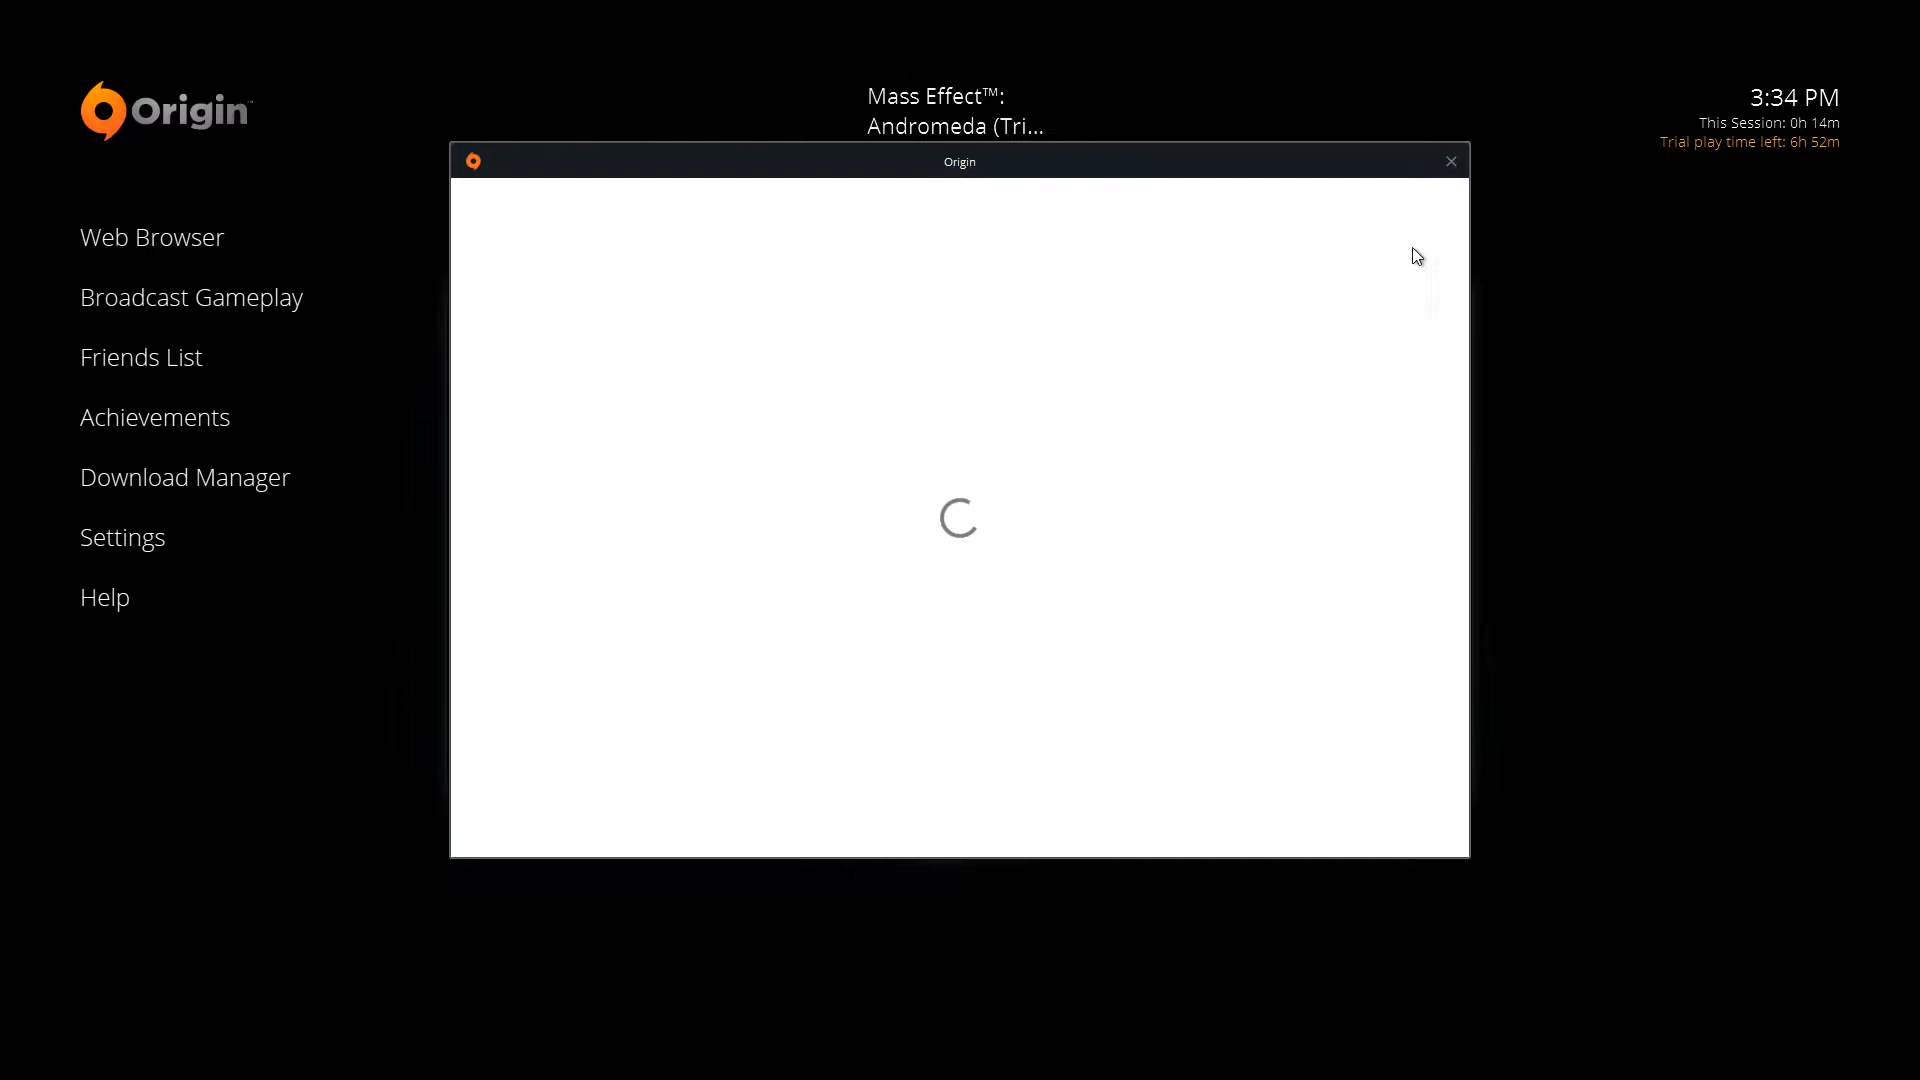 Origin™
Mass Effect™:
Andromeda (Tri...
3:34 PM
This Session: 0h 14m
Trial play time left: 6h 52m
Origin
Web Browser
Broadcast Gameplay
Friends List
Achievements
Download Manager
Settings
Help